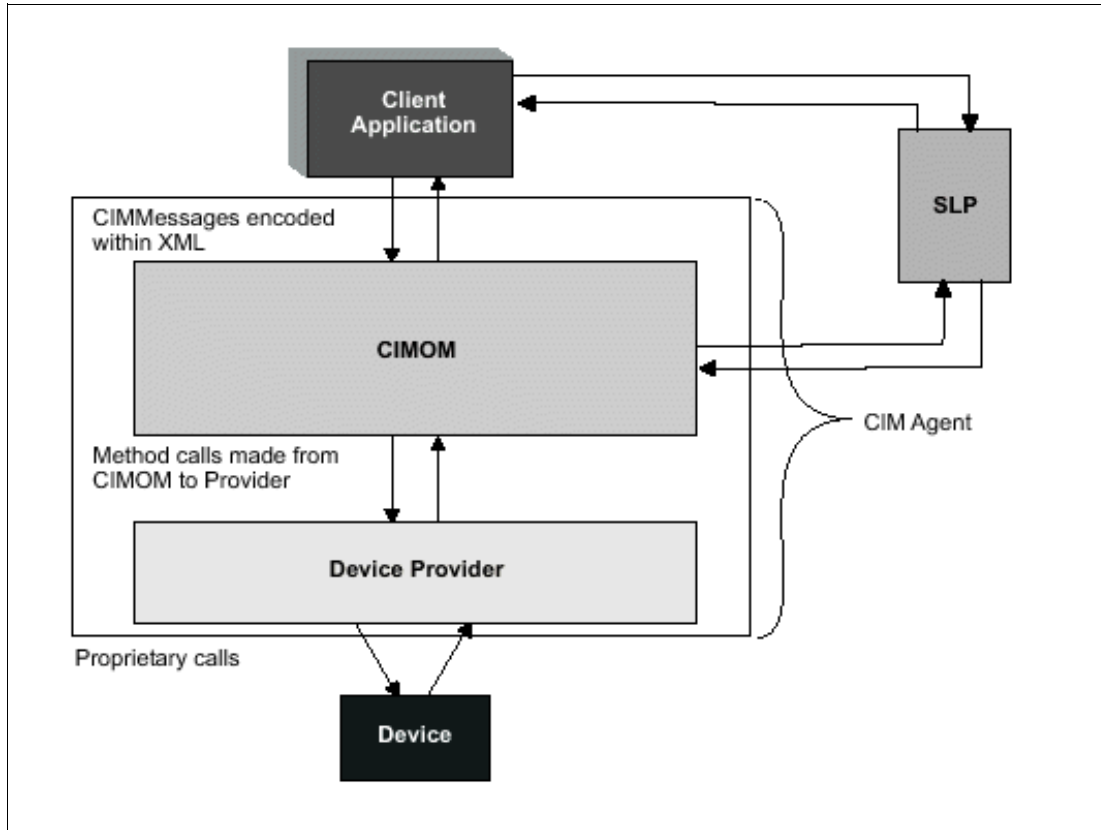 Client
Application
SLP
CIMMessages encoded
within XML
CIMOM
CIM Agent
Method calls made from
CIMOM to Provider
Device Provider
Proprietary calls
Device